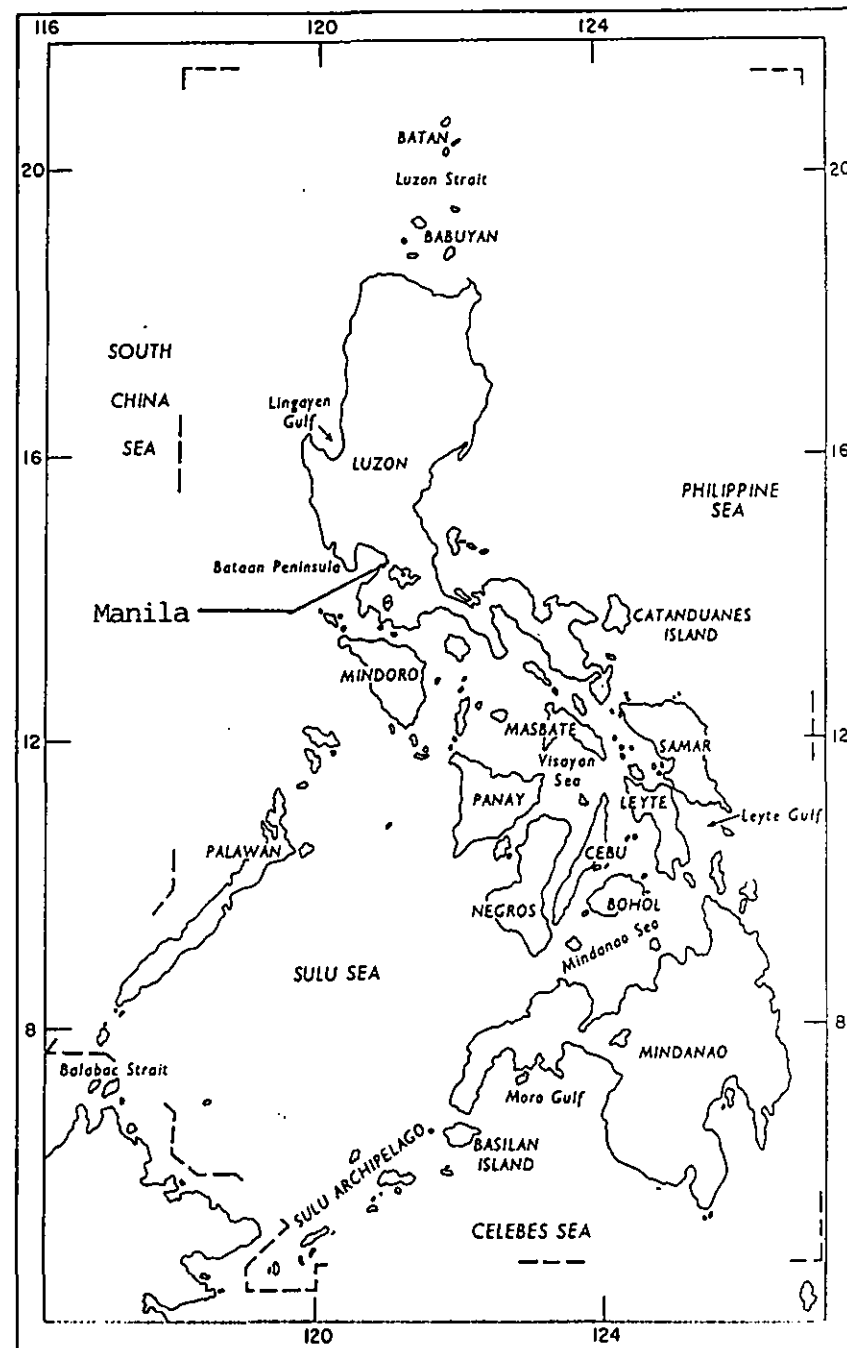 116
120
124
BATAN
20
20
Luzon Strait
BABUYAN
SOUTH
CHINA
SEA
Lingayen
Gulf
LUZON
16
16
PHILIPPINE
SEA
Bataan Peninsula
Manila
CATANDUANES
ISLAND
MINDORO
MASBATE
12
12
SAMAR
Visayan
Sea
PANAY
LEYTE
Leyte Gulf
PALAWAN
CEBU
NEGROS
BOHOL
Mindanao Sea
SULU SEA
8
8
MINDANAO
Balabac Strait
Moro Gulf
BASILAN
ISLAND
SULU ARCHIPELAGO
CELEBES SEA
120
124